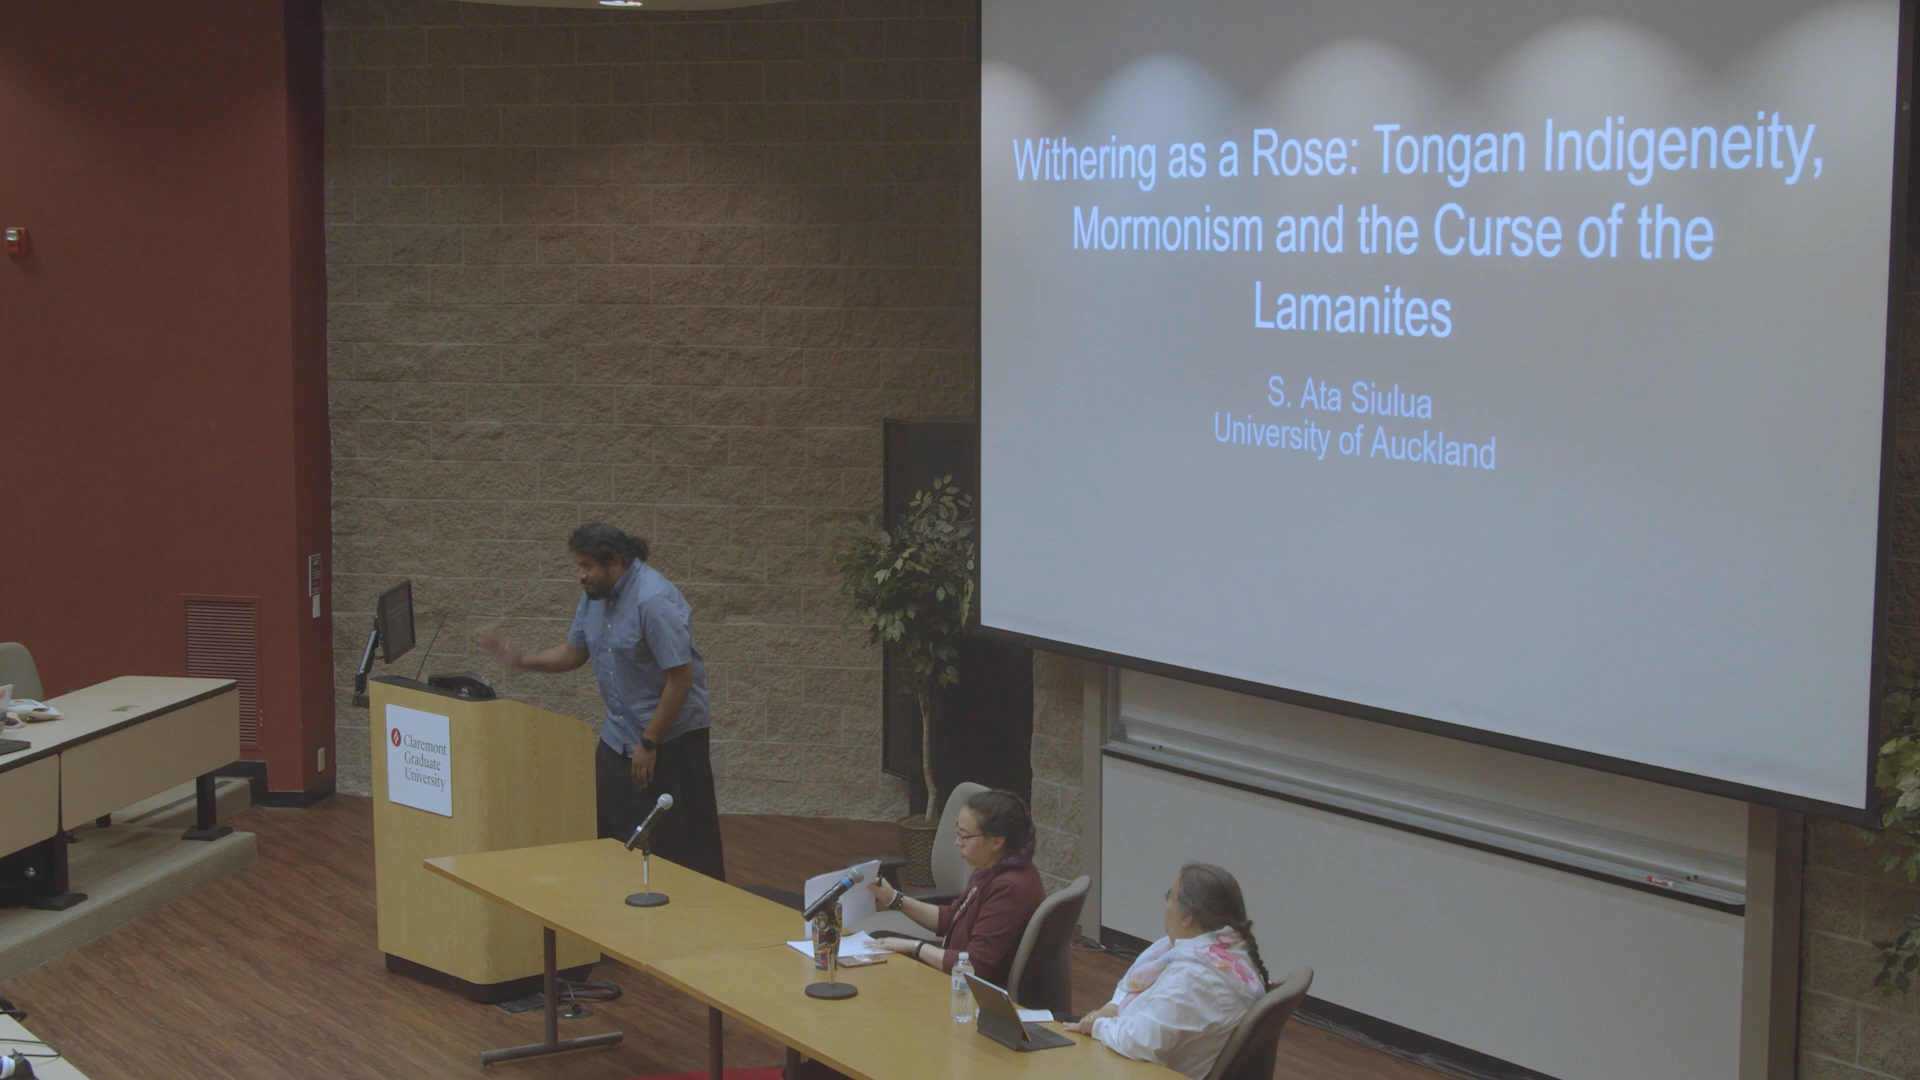 Withering as a Rose: Tongan Indigeneity,
Mormonism and the Curse of the
Lamanites
S. Ata Siulua
University of Auckland
Claremont
Graduate
University